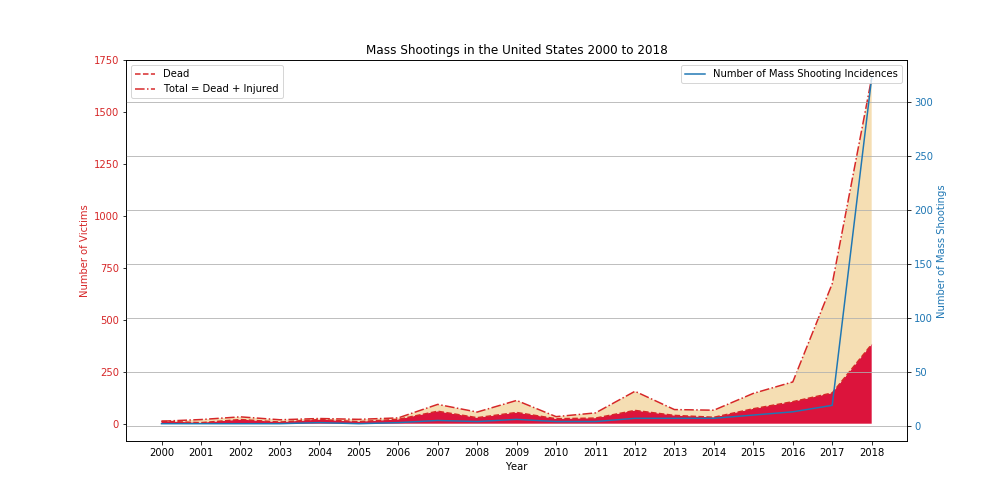 Mass Shootings in the United States 2000 to 2018
Dead
Total = Dead + Injured
Number of Mass Shooting Incidences
1750
1500
1250
1000
750
500
250
0
Number of Victims
300
250
200
150
100
50
0
Number of Mass Shootings
2000 2001 2002 2003 2004 2005 2006 2007 2008 2009 2010 2011 2012 2013 2014 2015 2016 2017 2018
Year